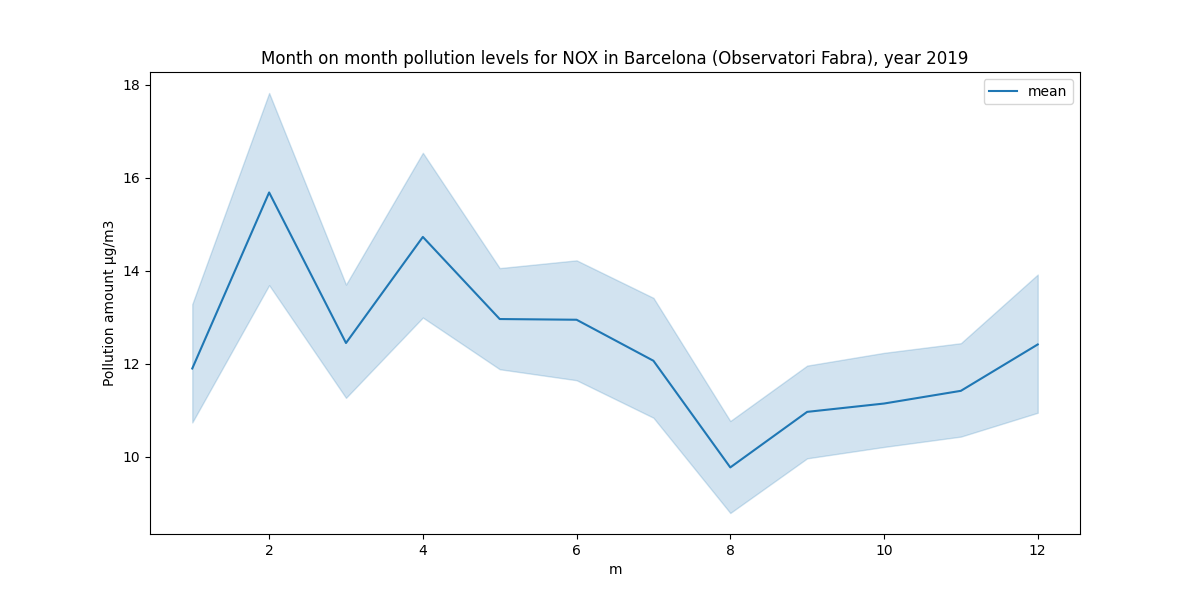 Month on month pollution levels for NOX in Barcelona (Observatori Fabra), year 2019
mean
18
16
14
12
10
Pollution amount µg/m3
2
4
6
8
10
12
m